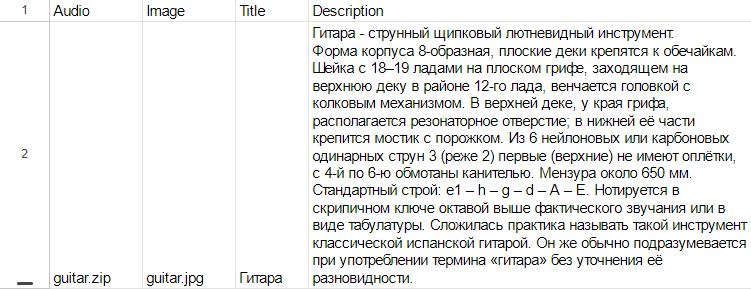 1 Audio Image Title Description
Гитара - струнный щипковый лютневидный инструмент.
Форма корпуса 8-образная, плоские деки крепятся к обечайкам.
Шейка с 18–19 ладами на плоском грифе, заходящем на
верхнюю деку в районе 12-го лада, венчается головкой с
колковым механизмом. В верхней деке, у края грифа,
располагается резонаторное отверстие; в нижней её части
крепится мостик с порожком. Из 6 нейлоновых или карбоновых
одинарных струн 3 (реже 2) первые (верхние) не имеют оплётки,
2 с 4-й по 6-ю обмотаны канителью. Мензура около 650 мм.
Стандартный строй: e1 – h – g – d – A – E. Нотируется в
скрипичном ключе октавой выше фактического звучания или в
виде табулатуры. Сложилась практика называть такой инструмент
классической испанской гитарой. Он же обычно подразумевается
при употреблении термина «гитара» без уточнения её
guitar.zip guitar.jpg Гитара разновидности.